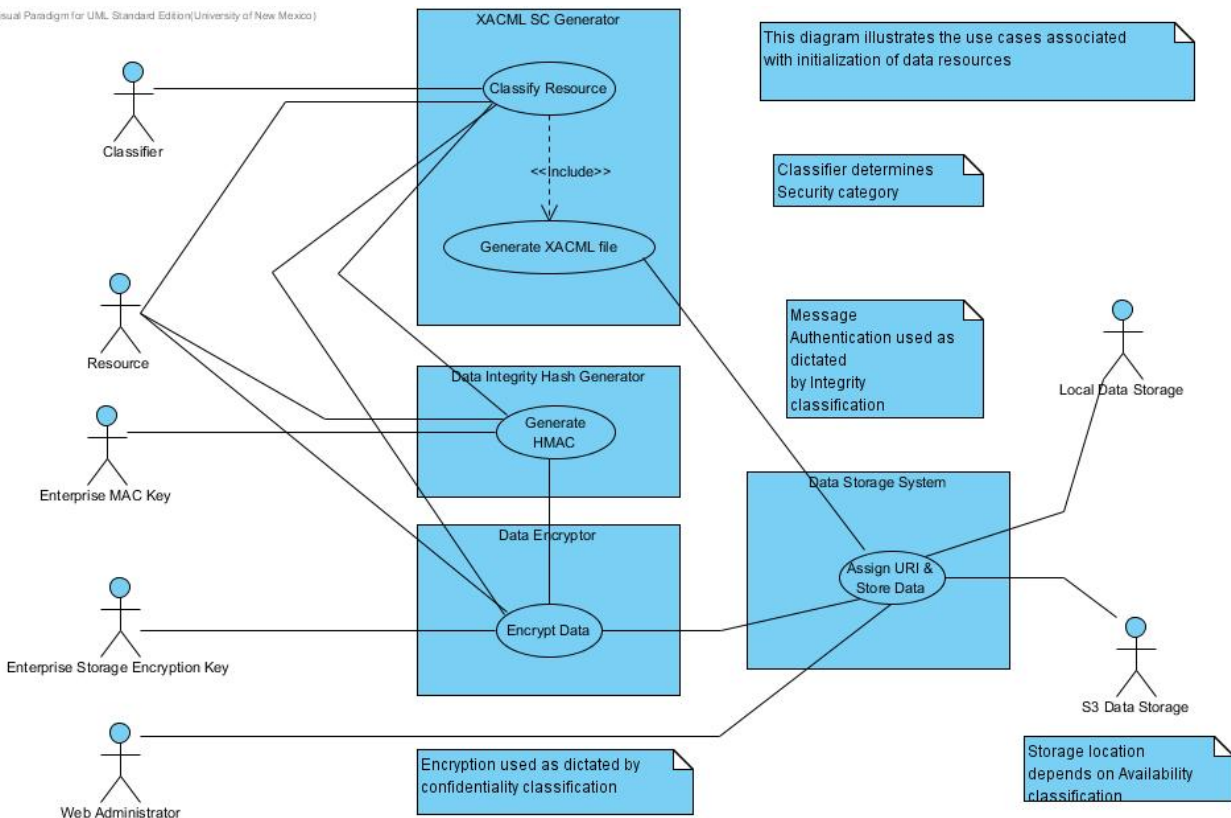 isual Paradigm for UML Standard Edition(University of New Mexico)
XACML SC Generator
This diagram illustrates the use cases associated
with initialization of data resources
Classify Resource
Classifier
<<Include>>
Classifier determines
Security category
Generate XACML file
Resource
Message
Authentication used as
dictated
by Integrity
classification
Local Data Storage
Data Integrity Hash Generator
Generate
HMAC
Enterprise MAC Key
Data Storage System
Data Encryptor
Assign URI &
Store Data
Encrypt Data
Enterprise Storage Encryption Key
S3 Data Storage
Web Administrator
Encryption used as dictated by
confidentiality classification
Storage location
depends on Availability
classification